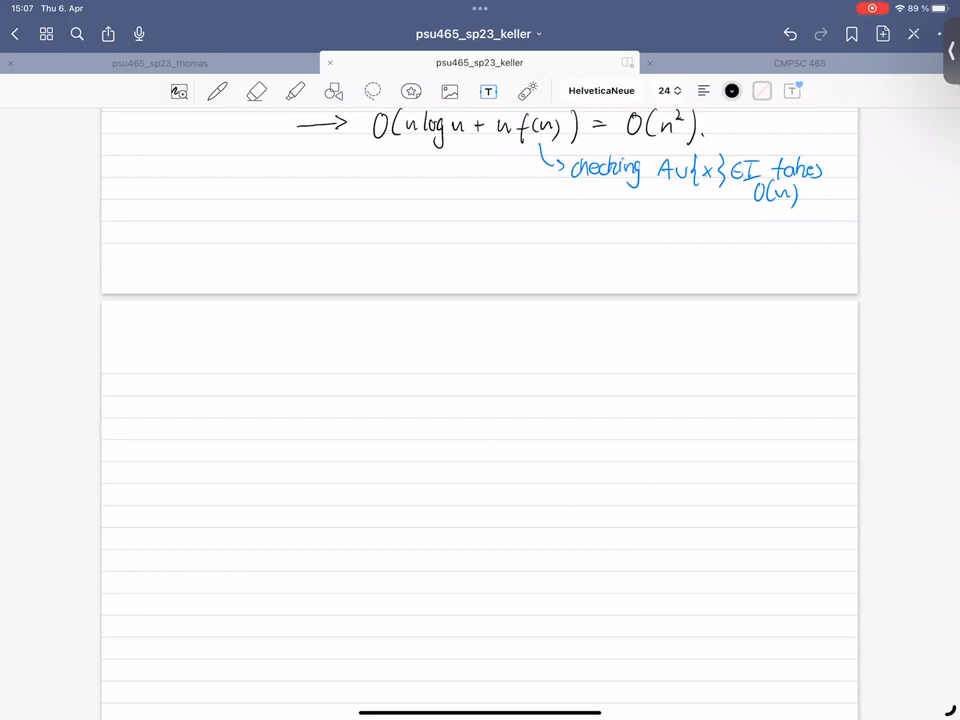 15:07 Thu 6. Apr
89 %
psu465_sp23_keller
psu465_sp23_thomas
psu465_sp23_keller
CMPSC 465
HelveticaNeue 24
→ O(n log n + n f(n)) = O(n²).
↳ checking A∪{x}∈I takes
O(n)